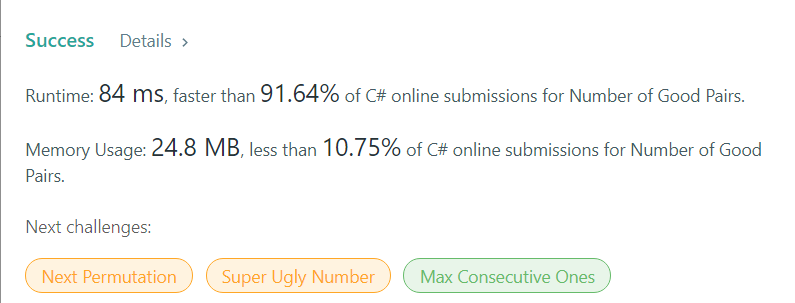 Success Details >
Runtime: 84 ms, faster than 91.64% of C# online submissions for Number of Good Pairs.
Memory Usage: 24.8 MB, less than 10.75% of C# online submissions for Number of Good
Pairs.
Next challenges:
Next Permutation Super Ugly Number Max Consecutive Ones